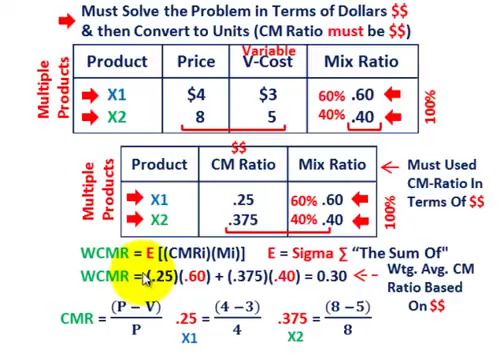 Must Solve the Problem in Terms of Dollars $$
& then Convert to Units (CM Ratio must be $$)
Multiple Products
Variable
Product Price V-Cost Mix Ratio
X1 $4 $3 60% .60
X2 8 5 40% .40
100%
$$
Multiple Products
Product CM Ratio Mix Ratio
X1 .25 60% .60
X2 .375 40% .40
100%
Must Used
CM-Ratio In
Terms Of $$
WCMR = E [(CMRi)(Mi)] E = Sigma ∑ “The Sum Of"
WCMR = (.25)(.60) + (.375)(.40) = 0.30
Wtg. Avg. CM
Ratio Based
On $$
CMR = (P – V) / P .25 = (4 – 3) / 4 .375 = (8 – 5) / 8
X1 X2